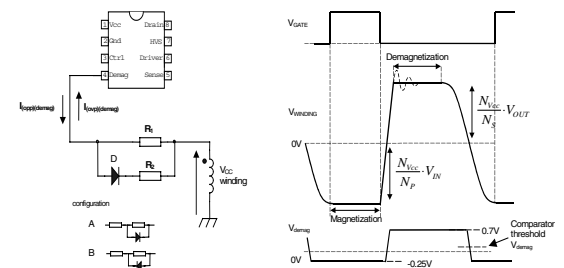 1 Vcc Drain 8
2 Gnd HVS 7
3 Ctrl Driver 6
4 Demag Sense 5
I(opp)(demag)
I(ovp)(demag)
R1
D
R2
VCC
winding
configuration
A
B
VGATE
Demagnetization
VWINDING
0V
NVcc/NS · VOUT
NVcc/NP · VIN
Magnetization
Vdemag
0V
0.7V
-0.25V
Comparator
threshold
Vdemag